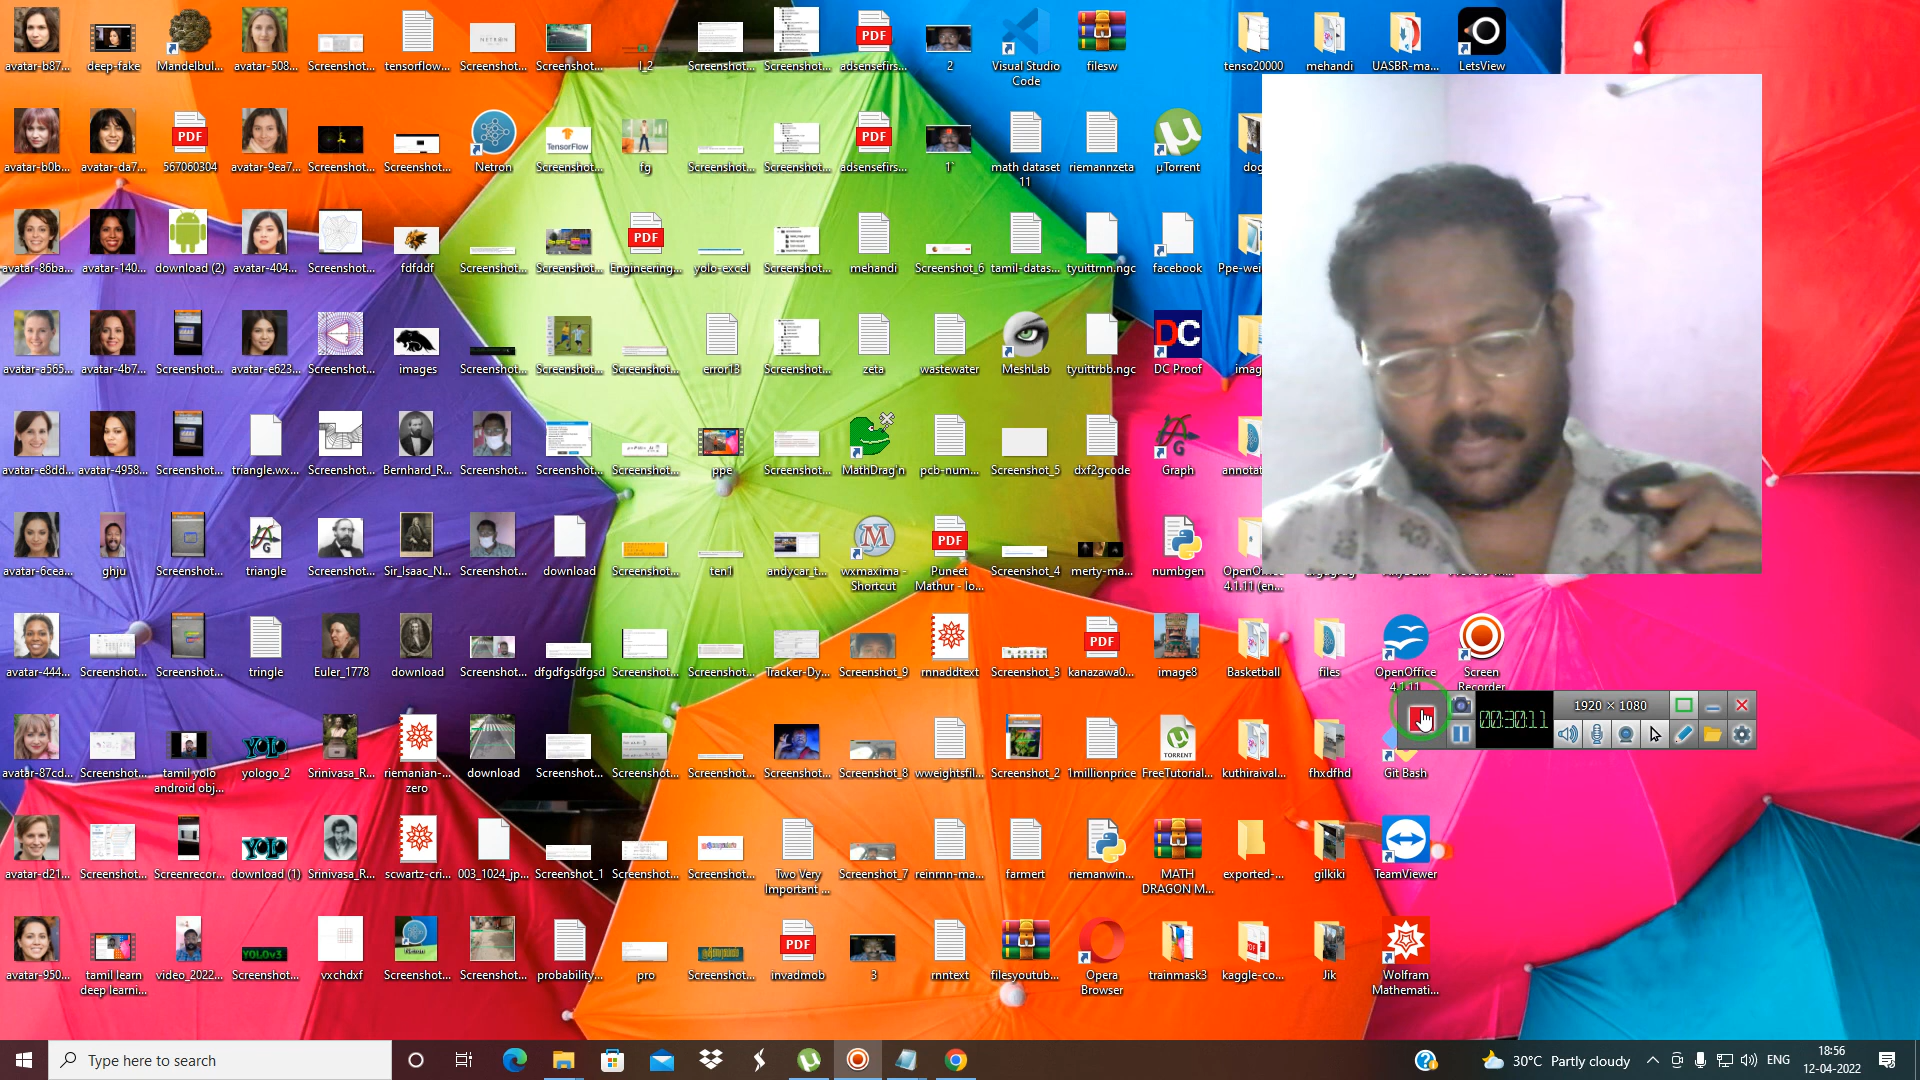 avatar-b87...
deep-fake
Mandelbul...
avatar-508...
Screenshot...
tensorflow...
Screenshot...
Screenshot...
l_2
Screenshot...
Screenshot...
adsensefirs...
2
Visual Studio
Code
filesw
tenso20000
mehandi
UASBR-ma...
LetsView
avatar-b0b...
avatar-da7...
567060304
avatar-9ea7...
Screenshot...
Screenshot...
Netron
Screenshot...
fg
Screenshot...
Screenshot...
adsensefirs...
1`
math dataset
11
riemannzeta
µTorrent
dog
avatar-86ba...
avatar-140...
download (2)
avatar-404...
Screenshot...
fdfddf
Screenshot...
Screenshot...
Engineering...
yolo-excel
Screenshot...
mehandi
Screenshot_6
tamil-datas...
tyuittrnn.ngc
facebook
Ppe-wei
avatar-a565...
avatar-4b7...
Screenshot...
avatar-e623...
Screenshot...
images
Screenshot...
Screenshot...
Screenshot...
error13
Screenshot...
zeta
wastewater
MeshLab
tyuittrbb.ngc
DC Proof
imag
avatar-e8dd...
avatar-4958...
Screenshot...
triangle.wx...
Screenshot...
Bernhard_R...
Screenshot...
Screenshot...
Screenshot...
ppe
Screenshot...
MathDrag'n
pcb-num...
Screenshot_5
dxf2gcode
Graph
annotat
avatar-6cea...
ghju
Screenshot...
triangle
Screenshot...
Sir_Isaac_N...
Screenshot...
download
Screenshot...
ten1
andycar_t...
wxmaxima -
Shortcut
Puneet
Mathur - Io...
Screenshot_4
merty-ma...
numbgen
OpenOffice
4.1.11 (en...
avatar-444...
Screenshot...
Screenshot...
tringle
Euler_1778
download
Screenshot...
dfgdfgsdfgsd
Screenshot...
Screenshot...
Tracker-Dy...
Screenshot_9
rnnaddtext
Screenshot_3
kanazawa0...
image8
Basketball
files
OpenOffice
4.1.11
Screen
Recorder
00:30:11
1920 × 1080
avatar-87cd...
Screenshot...
tamil yolo
android obj...
yologo_2
Srinivasa_R...
riemanian-...
zero
download
Screenshot...
Screenshot...
Screenshot...
Screenshot...
Screenshot_8
wweightsfil...
Screenshot_2
1millionprice
FreeTutorial...
kuthiraival...
fhxdfhd
Git Bash
avatar-d21...
Screenshot...
Screenrecor...
download (1)
Srinivasa_R...
scwartz-cri...
003_1024_jp...
Screenshot_1
Screenshot...
Screenshot...
Two Very
Important ...
Screenshot_7
reinrnn-ma...
farmert
riemanwin...
MATH
DRAGON M...
exported-...
gilkiki
TeamViewer
avatar-950...
tamil learn
deep learni...
video_2022...
Screenshot...
vxchdxf
Screenshot...
Screenshot...
probability...
pro
Screenshot...
invadmob
3
rnntext
filesyoutub...
Opera
Browser
trainmask3
kaggle-co...
Jik
Wolfram
Mathemati...
Type here to search
30°C Partly cloudy
ENG
18:56
12-04-2022